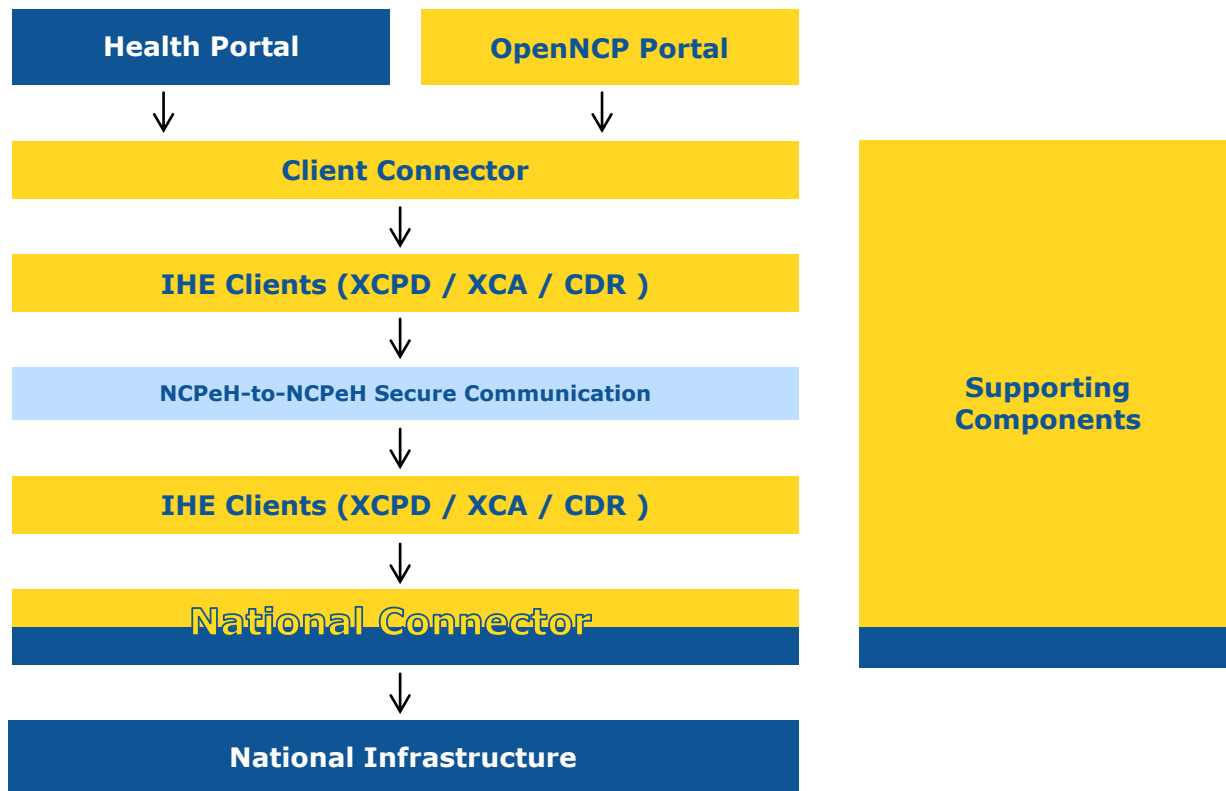 Health Portal
OpenNCP Portal
Client Connector
IHE Clients (XCPD / XCA / CDR )
NCPeH-to-NCPeH Secure Communication
Supporting
Components
IHE Clients (XCPD / XCA / CDR )
National Connector
National Infrastructure